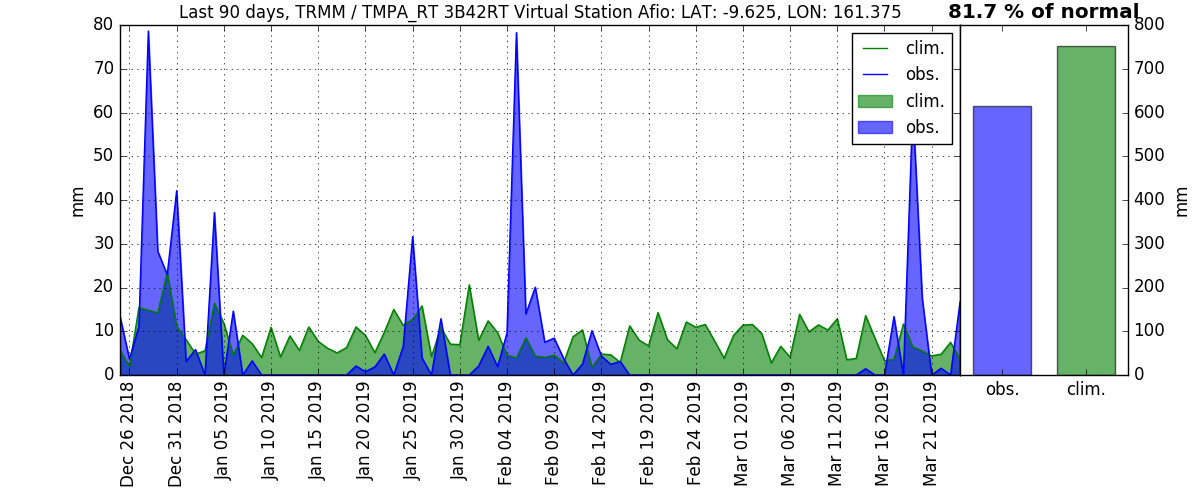 Last 90 days, TRMM / TMPA_RT 3B42RT Virtual Station Afio: LAT: -9.625, LON: 161.375
81.7 % of normal
80
70
60
50
40
30
20
10
0
mm
clim.
obs.
clim.
obs.
800
700
600
500
400
300
200
100
0
mm
Dec 26 2018
Dec 31 2018
Jan 05 2019
Jan 10 2019
Jan 15 2019
Jan 20 2019
Jan 25 2019
Jan 30 2019
Feb 04 2019
Feb 09 2019
Feb 14 2019
Feb 19 2019
Feb 24 2019
Mar 01 2019
Mar 06 2019
Mar 11 2019
Mar 16 2019
Mar 21 2019
obs.
clim.